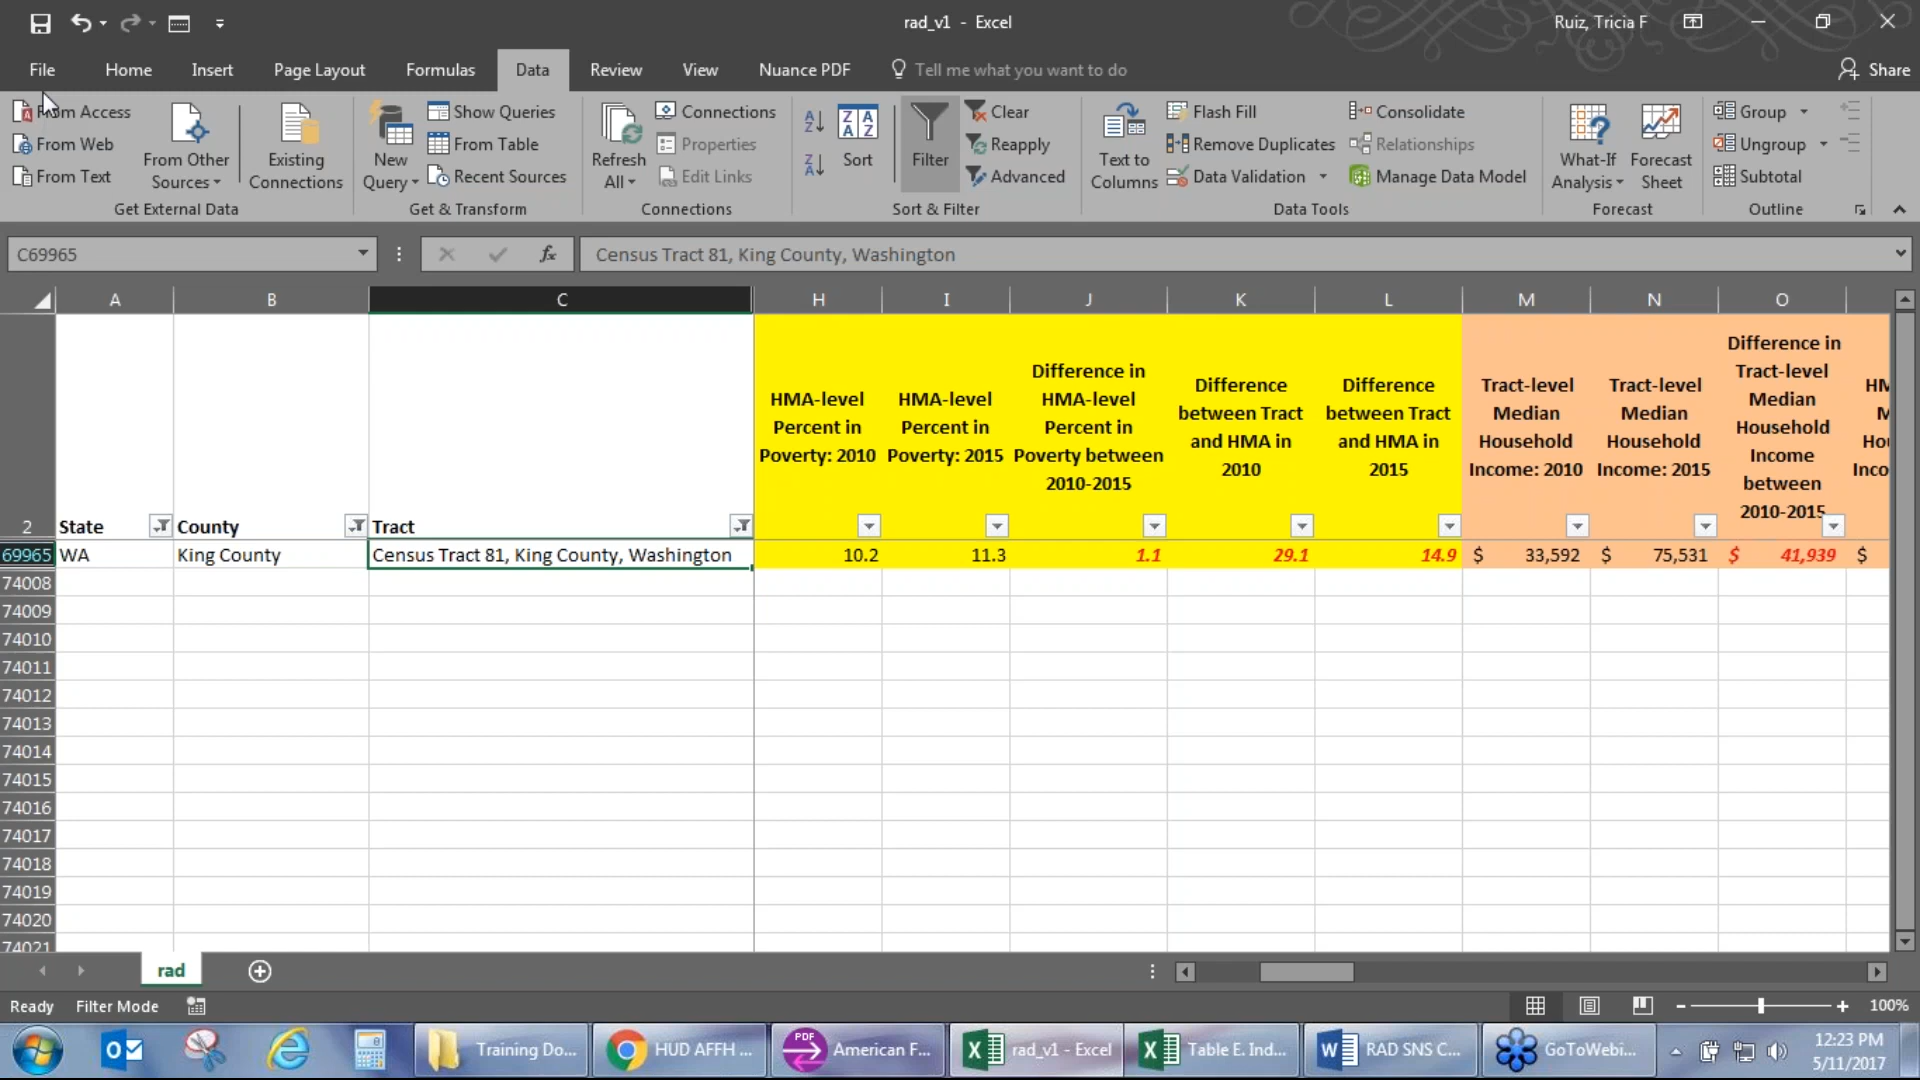 rad_v1 - Excel
Ruiz, Tricia F
File Home Insert Page Layout Formulas Data Review View Nuance PDF Tell me what you want to do Share
From Access
From Web
From Text
From Other Sources
Existing Connections
Get External Data
New Query
Show Queries
From Table
Recent Sources
Get & Transform
Refresh All
Connections
Properties
Edit Links
Connections
Sort
Filter
Clear
Reapply
Advanced
Sort & Filter
Text to Columns
Flash Fill
Remove Duplicates
Data Validation
Consolidate
Relationships
Manage Data Model
Data Tools
What-If Analysis
Forecast Sheet
Forecast
Group
Ungroup
Subtotal
Outline
C69965
fx
Census Tract 81, King County, Washington
A B C H I J K L M N O
2
State
County
Tract
HMA-level
Percent in
Poverty: 2010
HMA-level
Percent in
Poverty: 2015
Difference in
HMA-level
Percent in
Poverty between
2010-2015
Difference
between Tract
and HMA in
2010
Difference
between Tract
and HMA in
2015
Tract-level
Median
Household
Income: 2010
Tract-level
Median
Household
Income: 2015
Difference in
Tract-level
Median
Household
Income
between
2010-2015
69965 WA King County Census Tract 81, King County, Washington 10.2 11.3 1.1 29.1 14.9 $ 33,592 $ 75,531 $ 41,939 $
74008
74009
74010
74011
74012
74013
74014
74015
74016
74017
74018
74019
74020
74021
rad
Ready Filter Mode
100%
Training Do...
HUD AFFH ...
PDF
American F...
rad_v1 - Excel
Table E. Ind...
RAD SNS C...
GoToWebi...
12:23 PM
5/11/2017